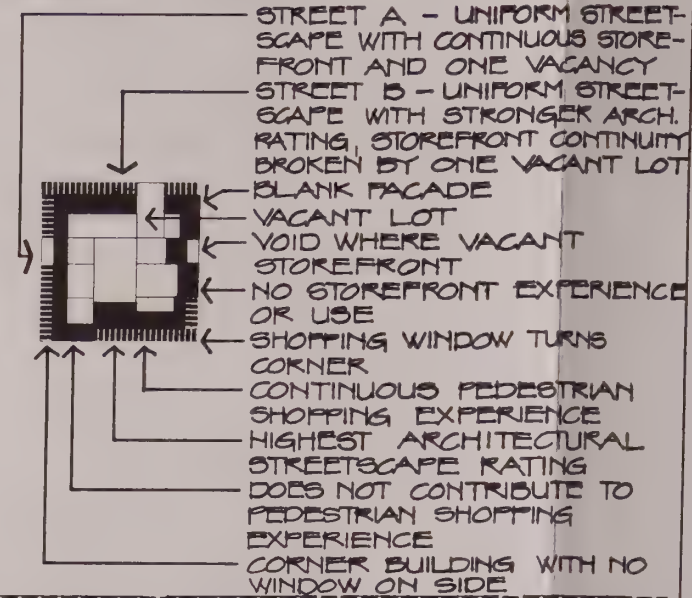 STREET A – UNIFORM STREET-
SCAPE WITH CONTINUOUS STORE-
FRONT AND ONE VACANCY
STREET B – UNIFORM STREET-
SCAPE WITH STRONGER ARCH.
RATING, STOREFRONT CONTINUITY
BROKEN BY ONE VACANT LOT
BLANK FACADE
VACANT LOT
VOID WHERE VACANT
STOREFRONT
NO STOREFRONT EXPERIENCE
OR USE
SHOPPING WINDOW TURNS
CORNER
CONTINUOUS PEDESTRIAN
SHOPPING EXPERIENCE
HIGHEST ARCHITECTURAL
STREETSCAPE RATING
DOES NOT CONTRIBUTE TO
PEDESTRIAN SHOPPING
EXPERIENCE
CORNER BUILDING WITH NO
WINDOW ON SIDE